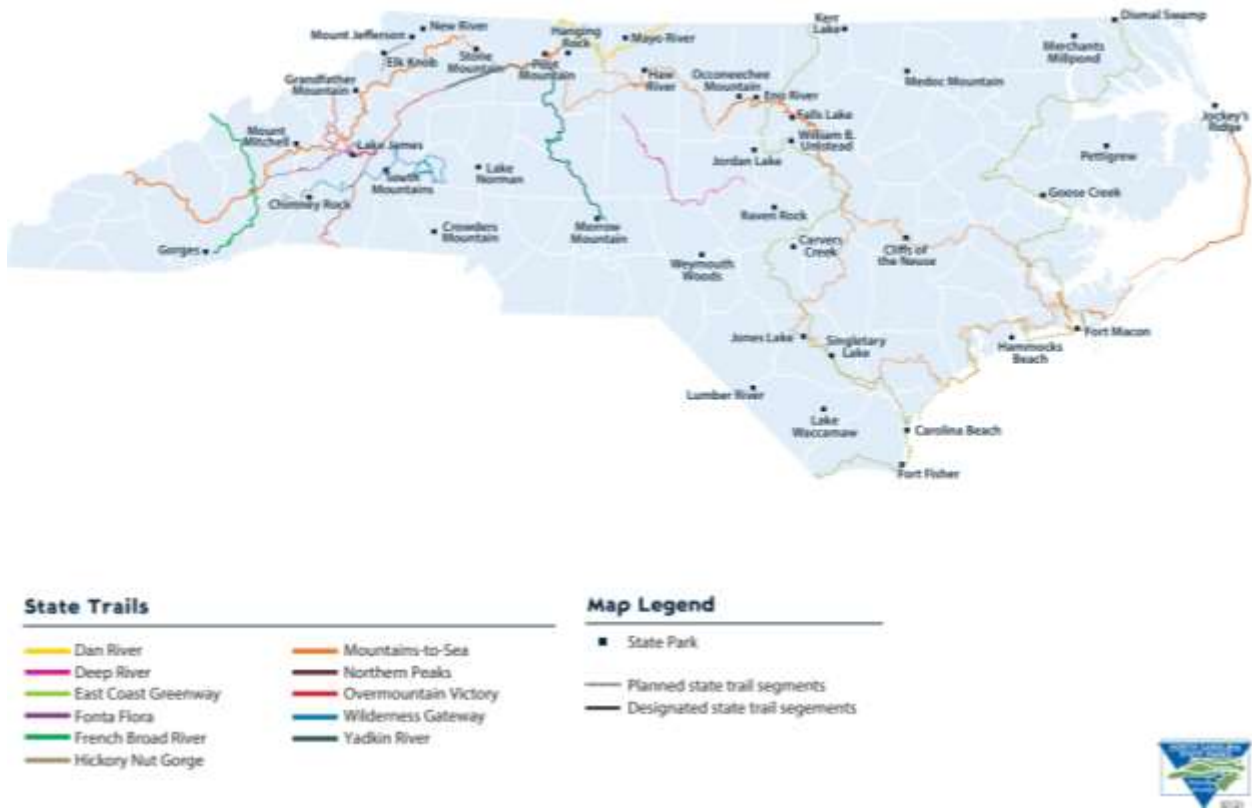 Dismal Swamp
Kerr
Lake
New River
Mount Jefferson
Hanging
Rock
Mayo River
Merchants
Millpond
Elk Knob
Stone
Mountain
Pilot
Mountain
Haw
River
Occoneechee
Mountain
Eno River
Medoc Mountain
Grandfather
Mountain
Falls Lake
Jockey's
Ridge
Mount
Mitchell
Lake James
William B.
Umstead
Jordan Lake
Pettigrew
South
Mountains
Lake
Norman
Goose Creek
Chimney Rock
Raven Rock
Crowders
Mountain
Morrow
Mountain
Gorges
Carvers
Creek
Cliffs of
the Neuse
Weymouth
Woods
Jones Lake
Singletary
Lake
Fort Macon
Hammocks
Beach
Lumber River
Lake
Waccamaw
Carolina Beach
Fort Fisher
State Trails
Dan River
Deep River
East Coast Greenway
Fonta Flora
French Broad River
Hickory Nut Gorge
Mountains-to-Sea
Northern Peaks
Overmountain Victory
Wilderness Gateway
Yadkin River
Map Legend
State Park
Planned state trail segments
Designated state trail segements